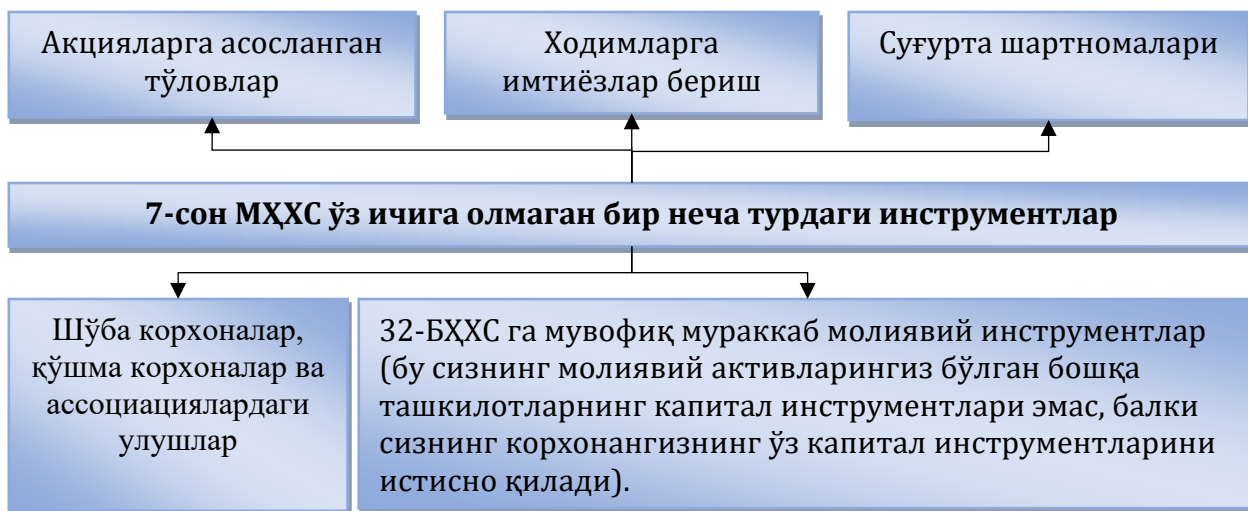 Акцияларга асосланган
тўловлар
Ходимларга
имтиёзлар бериш
Суғурта шартномалари
7-сон МҲХС ўз ичига олмаган бир неча турдаги инструментлар
Шўба корхоналар,
қўшма корхоналар ва
ассоциациялардаги
улушлар
32-БҲХС га мувофиқ мураккаб молиявий инструментлар
(бу сизнинг молиявий активларингиз бўлган бошқа
ташкилотларнинг капитал инструментлари эмас, балки
сизнинг корхонангизнинг ўз капитал инструментларини
истисно қилади).